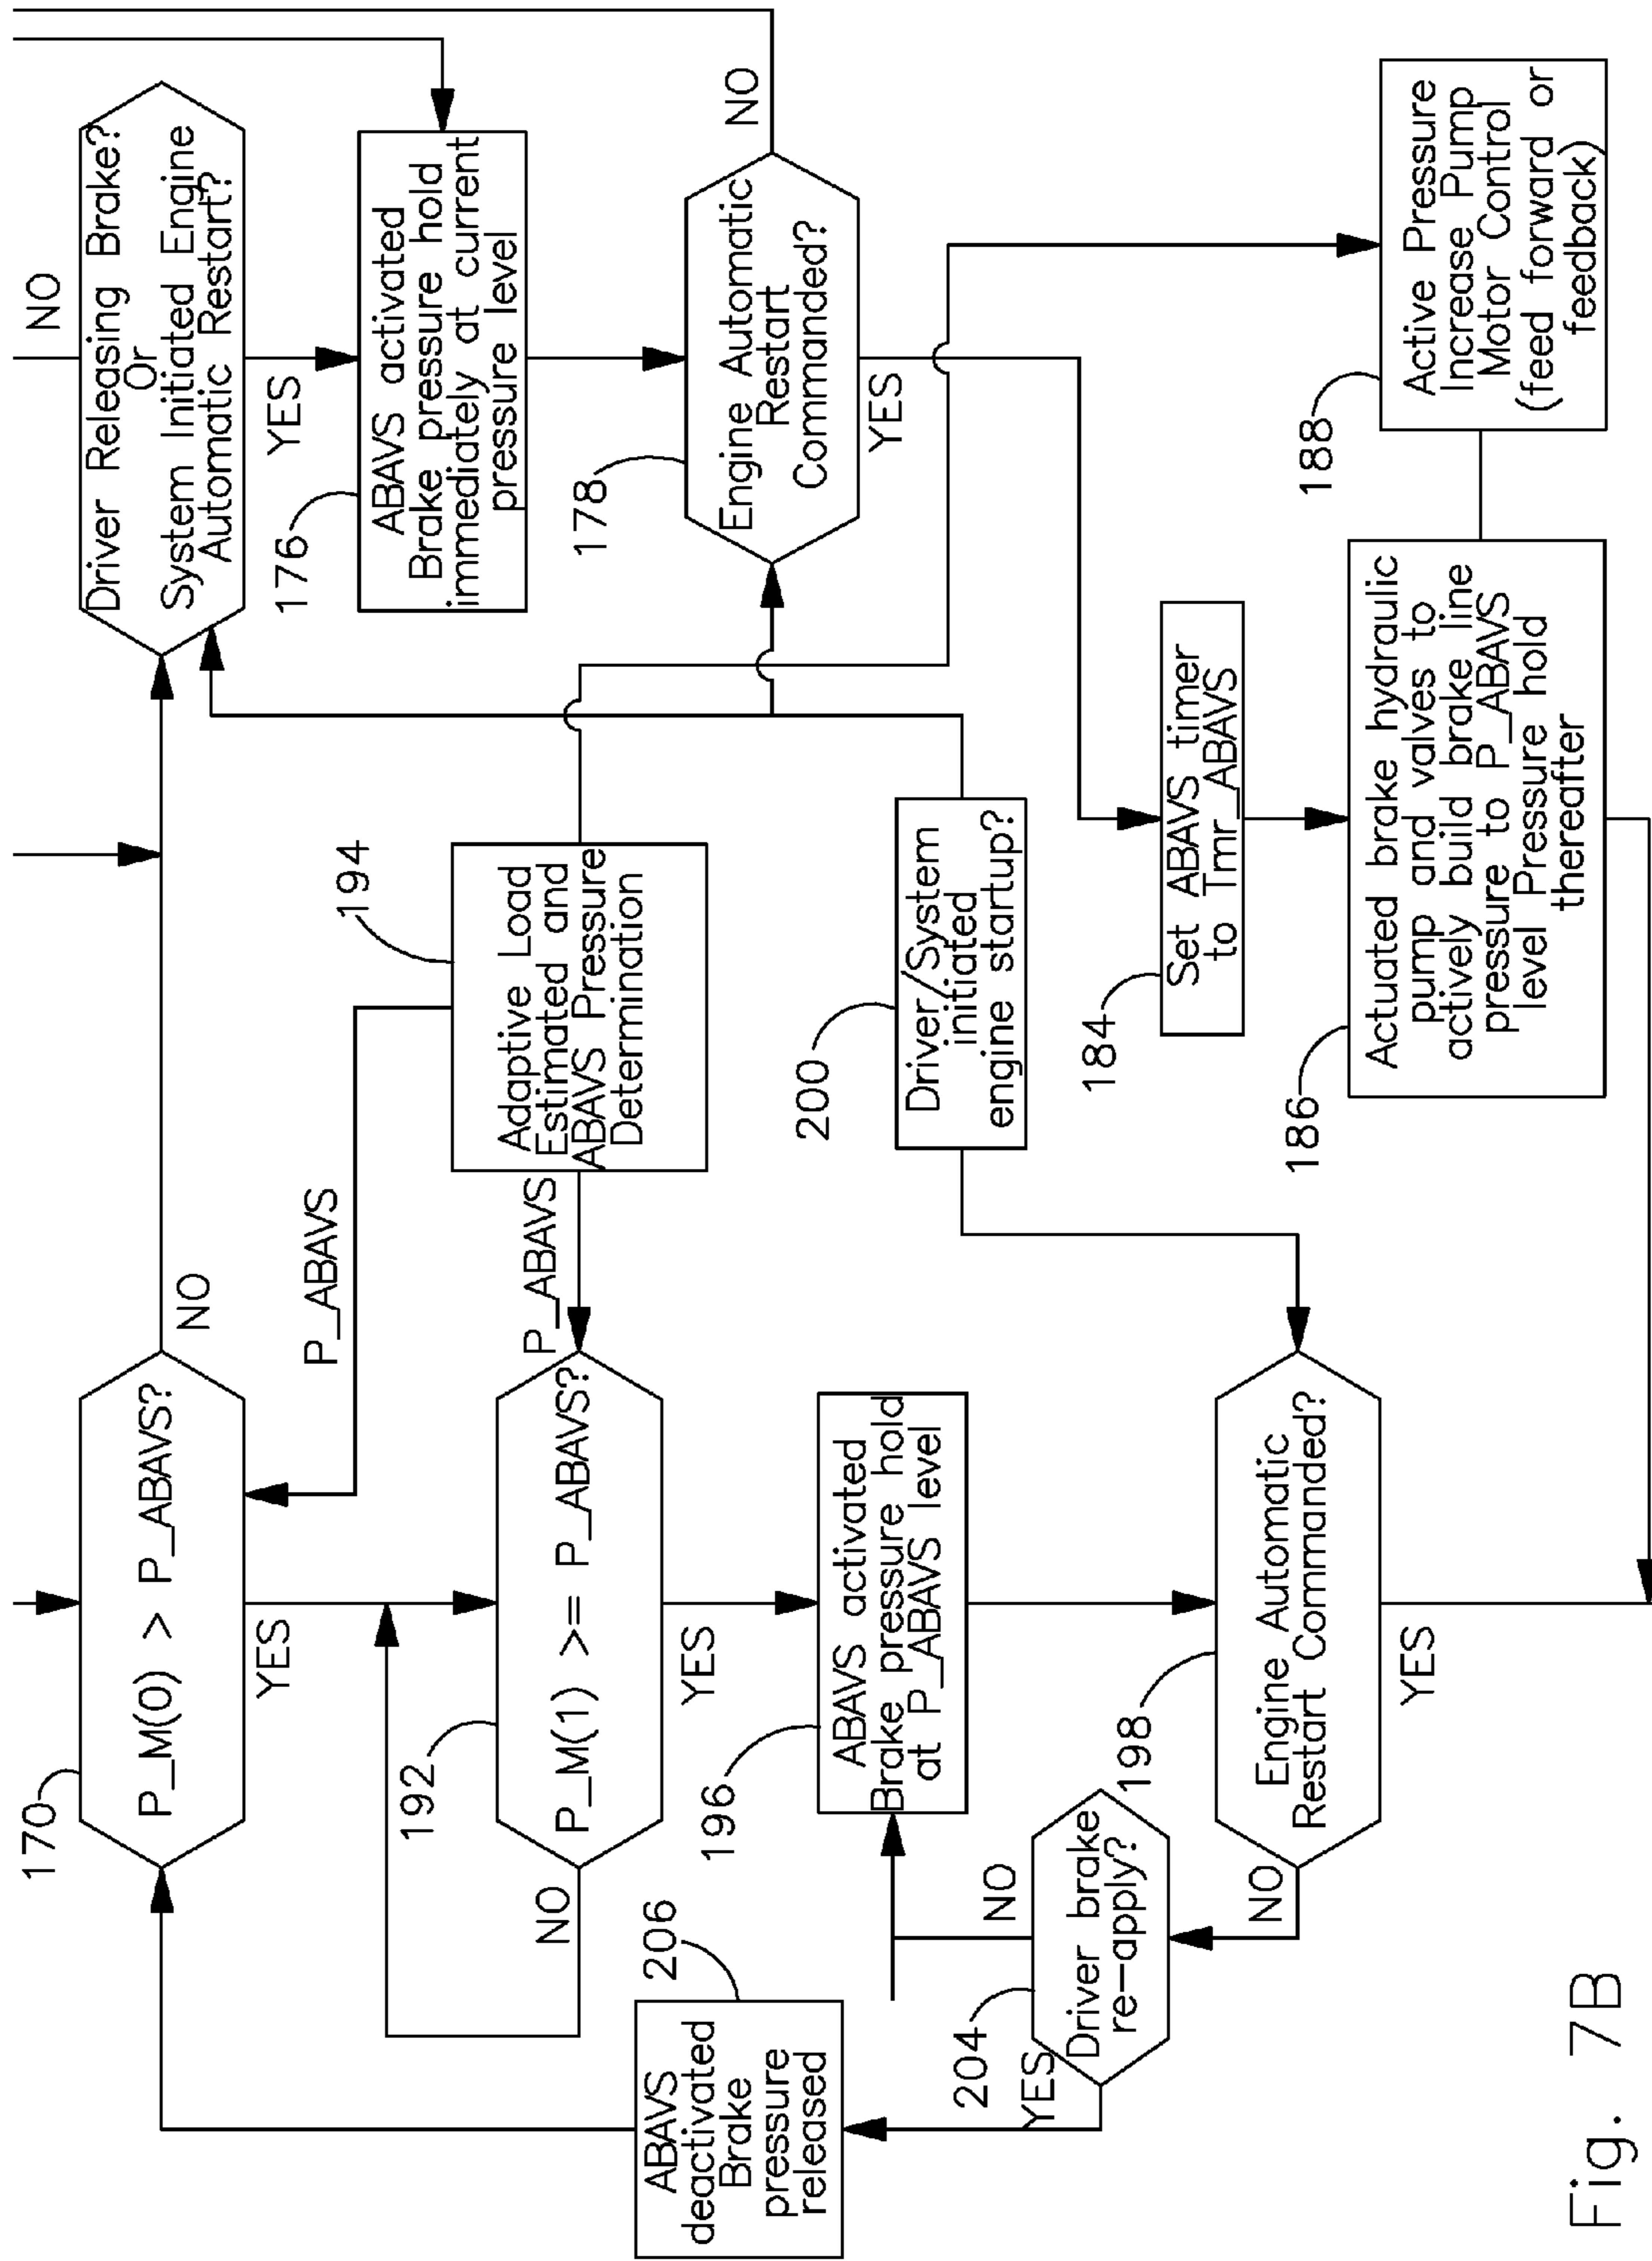 170
P_M(0) > P_ABAVS?
NO
YES
P_ABAVS
NO
Driver Releasing Brake?
Or
System Initiated Engine
Automatic Restart?
YES
176
ABAVS activated
Brake pressure hold
immediately at current
pressure level
192
P_M(1) >= P_ABAVS?
NO
YES
P_ABAVS
194
Adaptive Load
Estimated and
ABAVS Pressure
Determination
178
Engine Automatic
Restart
Commanded?
NO
YES
206
ABAVS
deactivated
Brake
pressure
released
196
ABAVS activated
Brake pressure hold
at P_ABAVS level
200
Driver/System
initiated
engine startup?
204
Driver brake
re-apply?
NO
YES
198
Engine Automatic
Restart Commanded?
NO
YES
184
Set ABAVS timer
to Tmr_ABAVS
186
Actuated brake hydraulic
pump and valves to
actively build brake line
pressure to P_ABAVS
level Pressure hold
thereafter
188
Active Pressure
Increase Pump
Motor Control
(feed forward or
feedback)
Fig. 7B